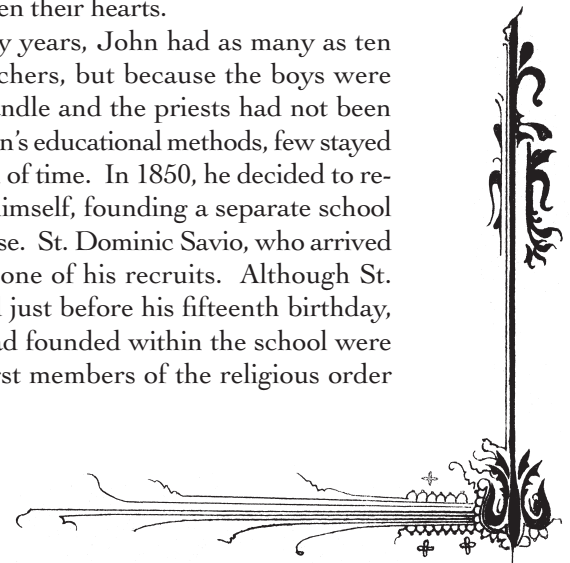 en their hearts.
y years, John had as many as ten
chers, but because the boys were
ndle and the priests had not been
n's educational methods, few stayed
of time. In 1850, he decided to re-
imself, founding a separate school
se. St. Dominic Savio, who arrived
one of his recruits. Although St.
just before his fifteenth birthday,
ad founded within the school were
rst members of the religious order